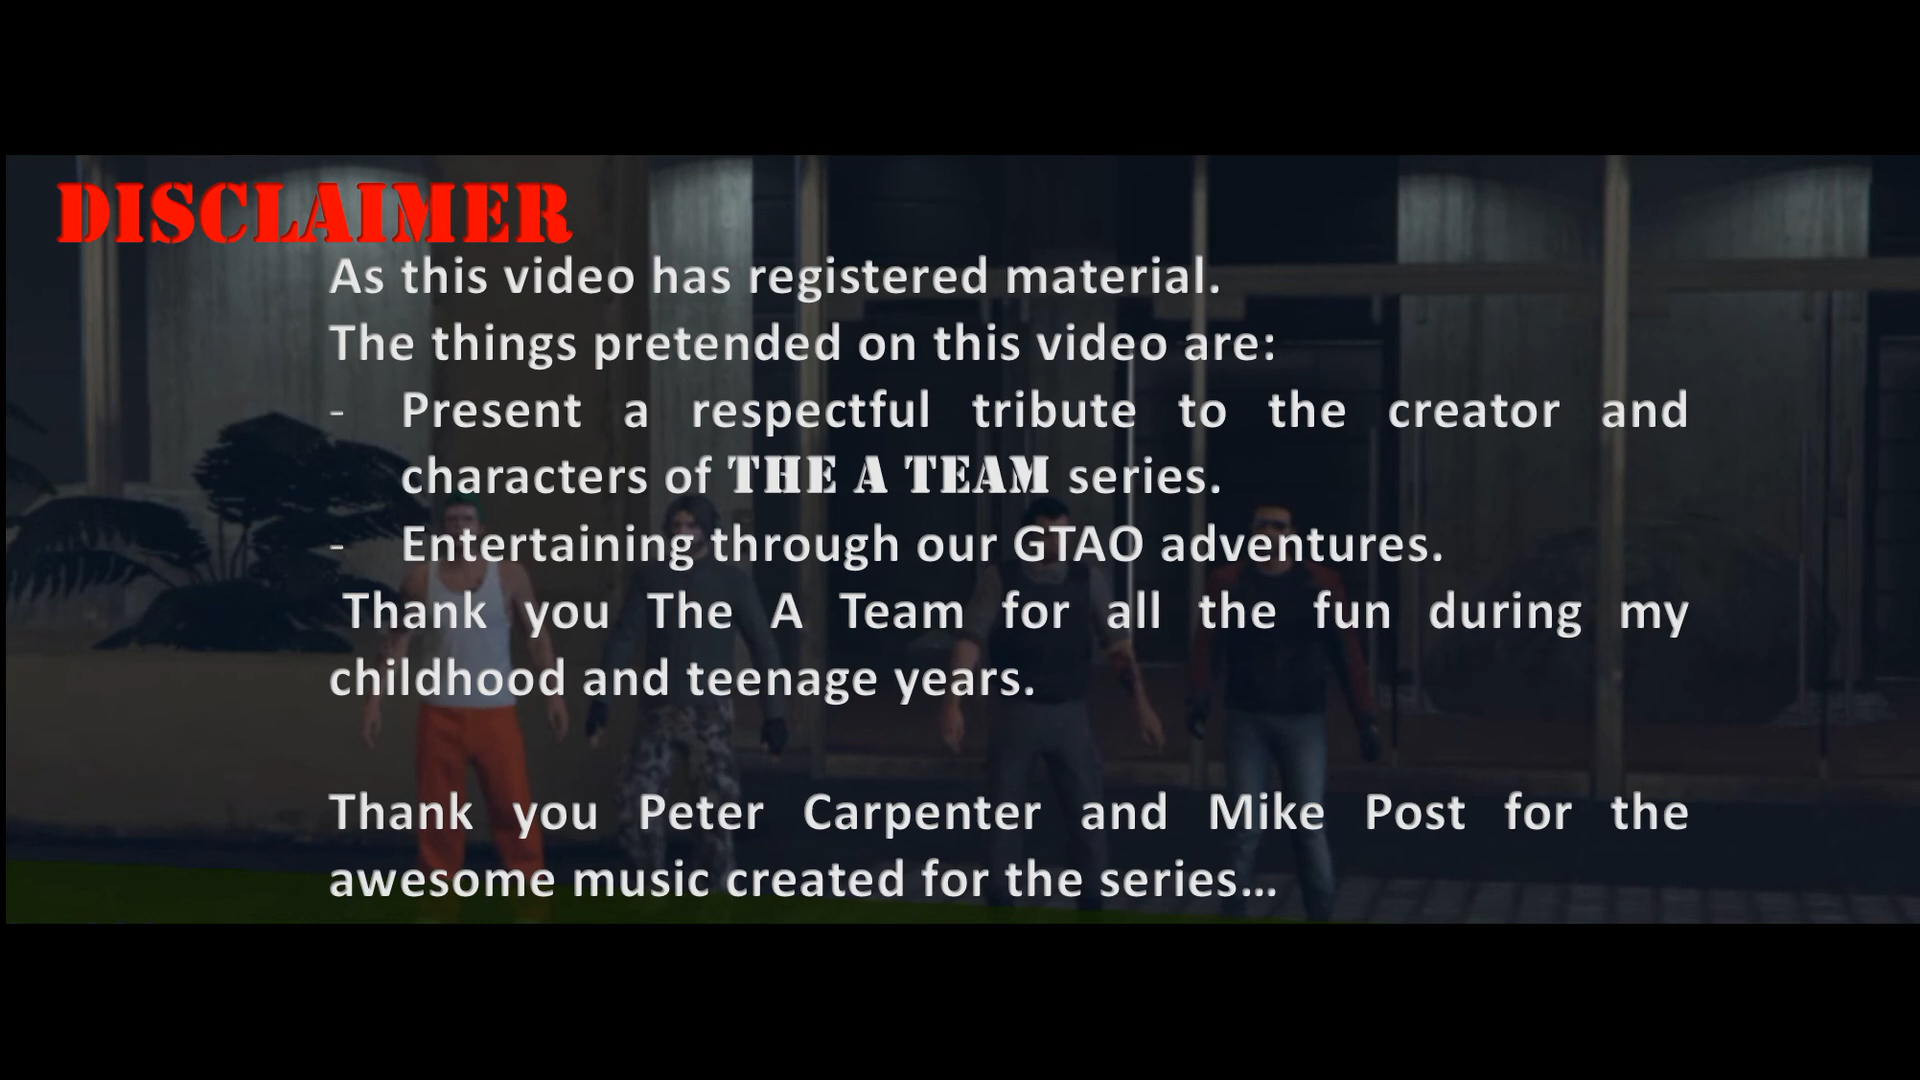 DISCLAIMER
As this video has registered material.
The things pretended on this video are:
- Present a respectful tribute to the creator and
characters of THE A TEAM series.
- Entertaining through our GTAO adventures.
Thank you The A Team for all the fun during my
childhood and teenage years.
Thank you Peter Carpenter and Mike Post for the
awesome music created for the series...